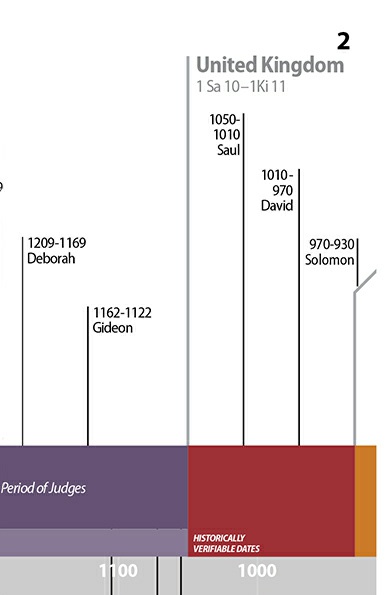 2
United Kingdom
1 Sa 10–1Ki 11
1050-
1010
Saul
1010-
970
David
9
1209-1169
Deborah
970-930
Solomon
1162-1122
Gideon
Period of Judges
HISTORICALLY
VERIFIABLE DATES
1100
1000